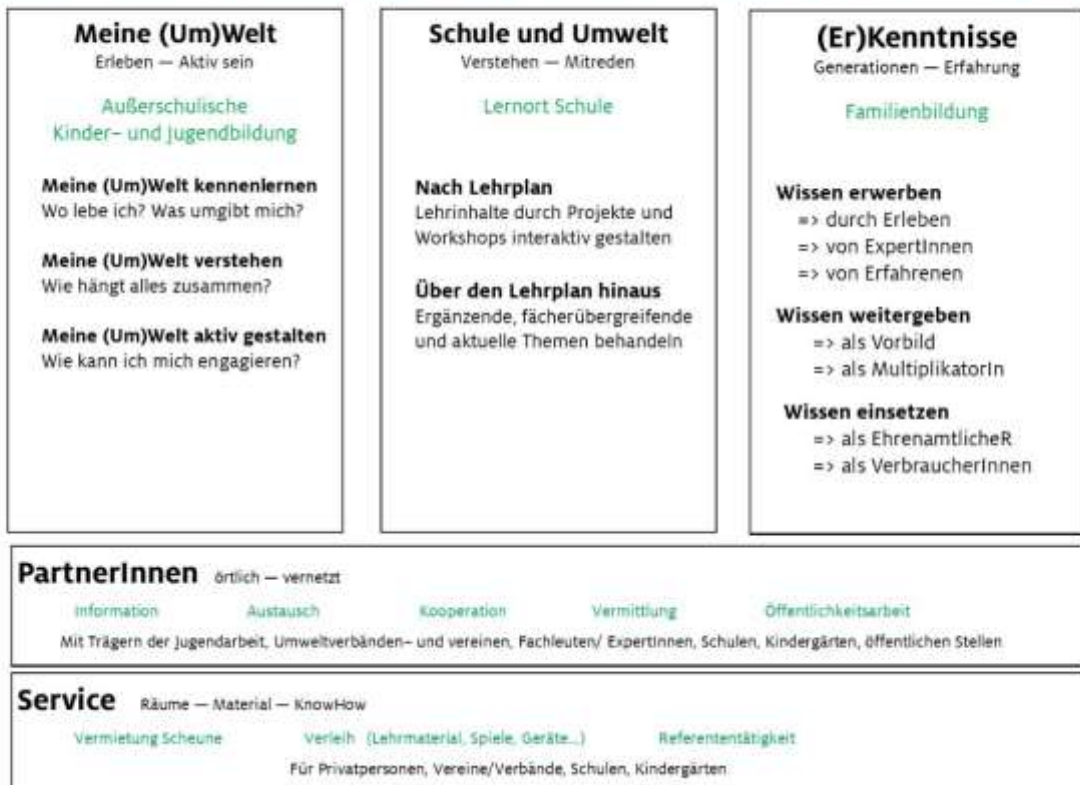 Meine (Um)Welt
Erleben — Aktiv sein
Außerschulische
Kinder- und Jugendbildung
Meine (Um)Welt kennenlernen
Wo lebe ich? Was umgibt mich?
Meine (Um)Welt verstehen
Wie hängt alles zusammen?
Meine (Um)Welt aktiv gestalten
Wie kann ich mich engagieren?
Schule und Umwelt
Verstehen — Mitreden
Lernort Schule
Nach Lehrplan
Lehrinhalte durch Projekte und
Workshops interaktiv gestalten
Über den Lehrplan hinaus
Ergänzende, fächerübergreifende
und aktuelle Themen behandeln
(Er)Kenntnisse
Generationen — Erfahrung
Familienbildung
Wissen erwerben
=> durch Erleben
=> von ExpertInnen
=> von Erfahrenen
Wissen weitergeben
=> als Vorbild
=> als MultiplikatorIn
Wissen einsetzen
=> als EhrenamtlicheR
=> als VerbraucherInnen
PartnerInnen örtlich — vernetzt
Information Austausch Kooperation Vermittlung Öffentlichkeitsarbeit
Mit Trägern der Jugendarbeit, Umweltverbänden- und vereinen, Fachleuten/ ExpertInnen, Schulen, Kindergärten, öffentlichen Stellen
Service Räume — Material — KnowHow
Vermietung Scheune Verleih (Lehrmaterial, Spiele, Geräte...) Referententätigkeit
Für Privatpersonen, Vereine/Verbände, Schulen, Kindergärten